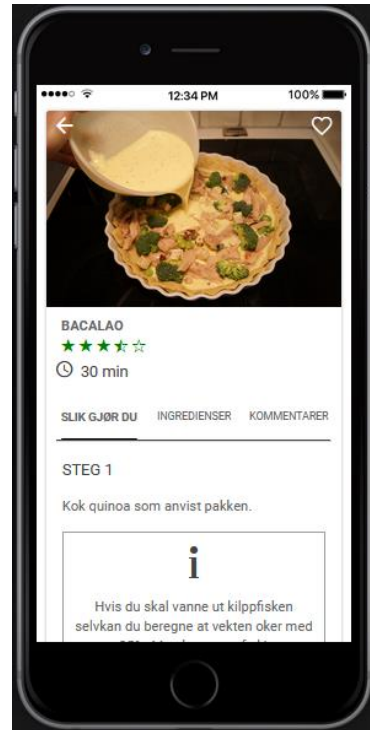 12:34 PM
100%
BACALAO
30 min
SLIK GJØR DU INGREDIENSER KOMMENTARER
STEG 1
Kok quinoa som anvist pakken.
i
Hvis du skal vanne ut kilppfisken
selvkan du beregne at vekten oker med